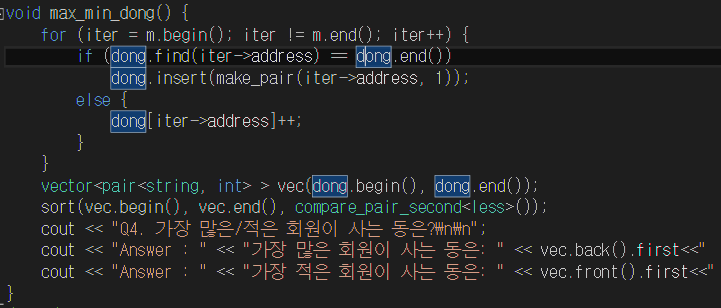 void max_min_dong() {
for (iter = m.begin(); iter != m.end(); iter++) {
if (dong.find(iter->address) == dong.end())
dong.insert(make_pair(iter->address, 1));
else {
dong[iter->address]++;
}
}
vector<pair<string, int> > vec(dong.begin(), dong.end());
sort(vec.begin(), vec.end(), compare_pair_second<less>());
cout << "Q4. 가장 많은/적은 회원이 사는 동은?₩n₩n";
cout << "Answer : " << "가장 많은 회원이 사는 동은: " << vec.back().first<<"
cout << "Answer : " << "가장 적은 회원이 사는 동은: " << vec.front().first<<"
}